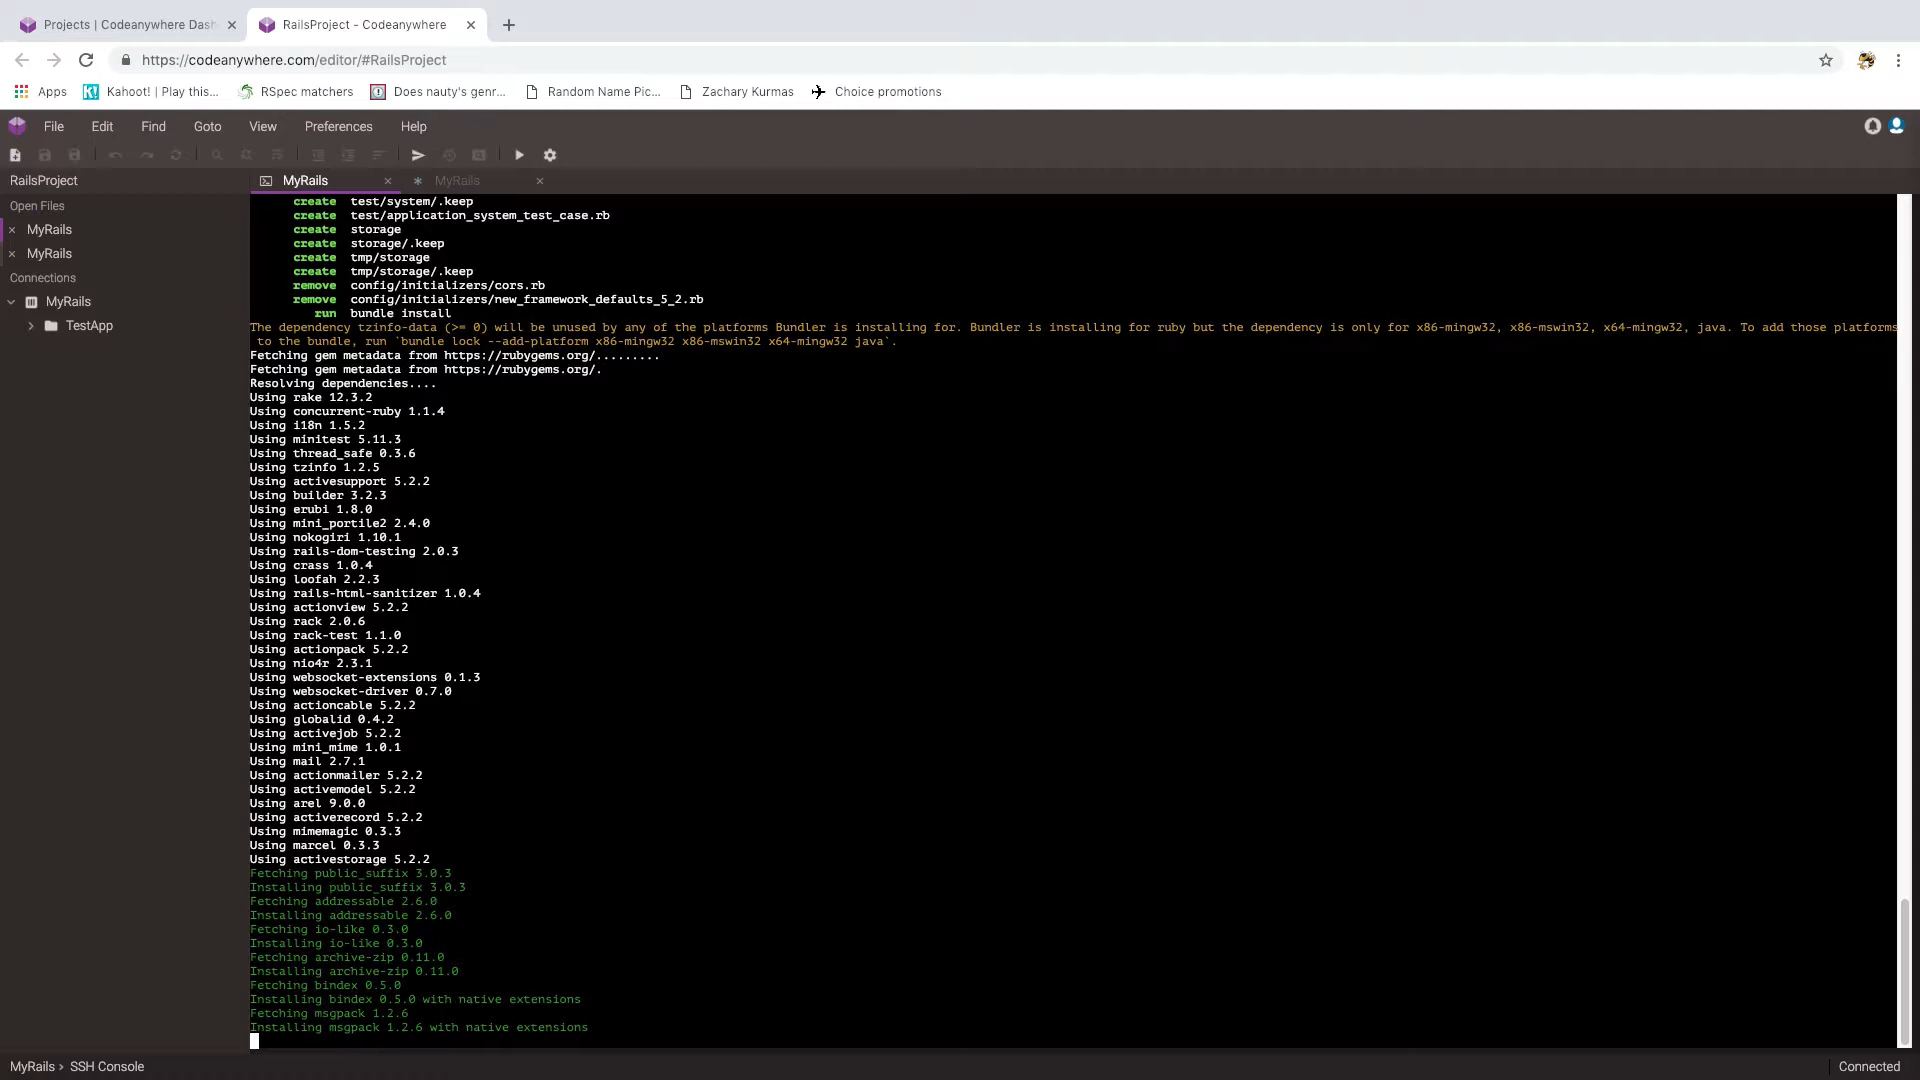 Projects | Codeanywhere Dash
RailsProject - Codeanywhere
https://codeanywhere.com/editor/#RailsProject
Apps
Kahoot! | Play this...
RSpec matchers
Does nauty's genr...
Random Name Pic...
Zachary Kurmas
Choice promotions
File Edit Find Goto View Preferences Help
RailsProject
MyRails
MyRails
Open Files
MyRails
MyRails
Connections
MyRails
TestApp
create test/system/.keep
create test/application_system_test_case.rb
create storage
create storage/.keep
create tmp/storage
create tmp/storage/.keep
remove config/initializers/cors.rb
remove config/initializers/new_framework_defaults_5_2.rb
run bundle install
The dependency tzinfo-data (>= 0) will be unused by any of the platforms Bundler is installing for. Bundler is installing for ruby but the dependency is only for x86-mingw32, x86-mswin32, x64-mingw32, java. To add those platforms
to the bundle, run `bundle lock --add-platform x86-mingw32 x86-mswin32 x64-mingw32 java`.
Fetching gem metadata from https://rubygems.org/.........
Fetching gem metadata from https://rubygems.org/.
Resolving dependencies....
Using rake 12.3.2
Using concurrent-ruby 1.1.4
Using i18n 1.5.2
Using minitest 5.11.3
Using thread_safe 0.3.6
Using tzinfo 1.2.5
Using activesupport 5.2.2
Using builder 3.2.3
Using erubi 1.8.0
Using mini_portile2 2.4.0
Using nokogiri 1.10.1
Using rails-dom-testing 2.0.3
Using crass 1.0.4
Using loofah 2.2.3
Using rails-html-sanitizer 1.0.4
Using actionview 5.2.2
Using rack 2.0.6
Using rack-test 1.1.0
Using actionpack 5.2.2
Using nio4r 2.3.1
Using websocket-extensions 0.1.3
Using websocket-driver 0.7.0
Using actioncable 5.2.2
Using globalid 0.4.2
Using activejob 5.2.2
Using mini_mime 1.0.1
Using mail 2.7.1
Using actionmailer 5.2.2
Using activemodel 5.2.2
Using arel 9.0.0
Using activerecord 5.2.2
Using mimemagic 0.3.3
Using marcel 0.3.3
Using activestorage 5.2.2
Fetching public_suffix 3.0.3
Installing public_suffix 3.0.3
Fetching addressable 2.6.0
Installing addressable 2.6.0
Fetching io-like 0.3.0
Installing io-like 0.3.0
Fetching archive-zip 0.11.0
Installing archive-zip 0.11.0
Fetching bindex 0.5.0
Installing bindex 0.5.0 with native extensions
Fetching msgpack 1.2.6
Installing msgpack 1.2.6 with native extensions
MyRails › SSH Console
Connected